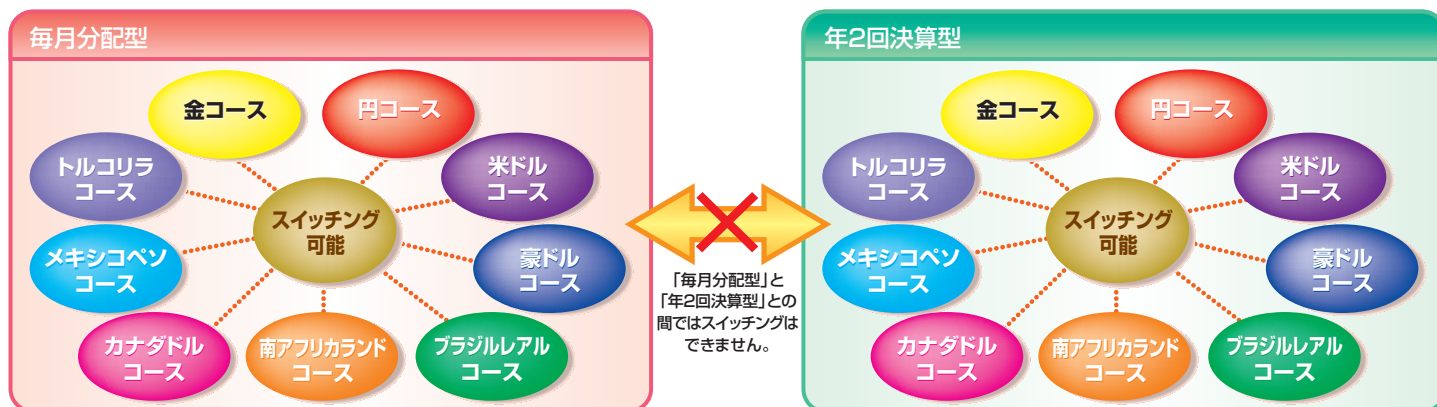 毎月分配型
金コース
円コース
トルコリラ
コース
米ドル
コース
スイッチング
可能
メキシコペソ
コース
豪ドル
コース
カナダドル
コース
南アフリカランド
コース
ブラジルレアル
コース
「毎月分配型」と
「年2回決算型」との
間ではスイッチングは
できません。
年2回決算型
金コース
円コース
トルコリラ
コース
米ドル
コース
スイッチング
可能
メキシコペソ
コース
豪ドル
コース
カナダドル
コース
南アフリカランド
コース
ブラジルレアル
コース